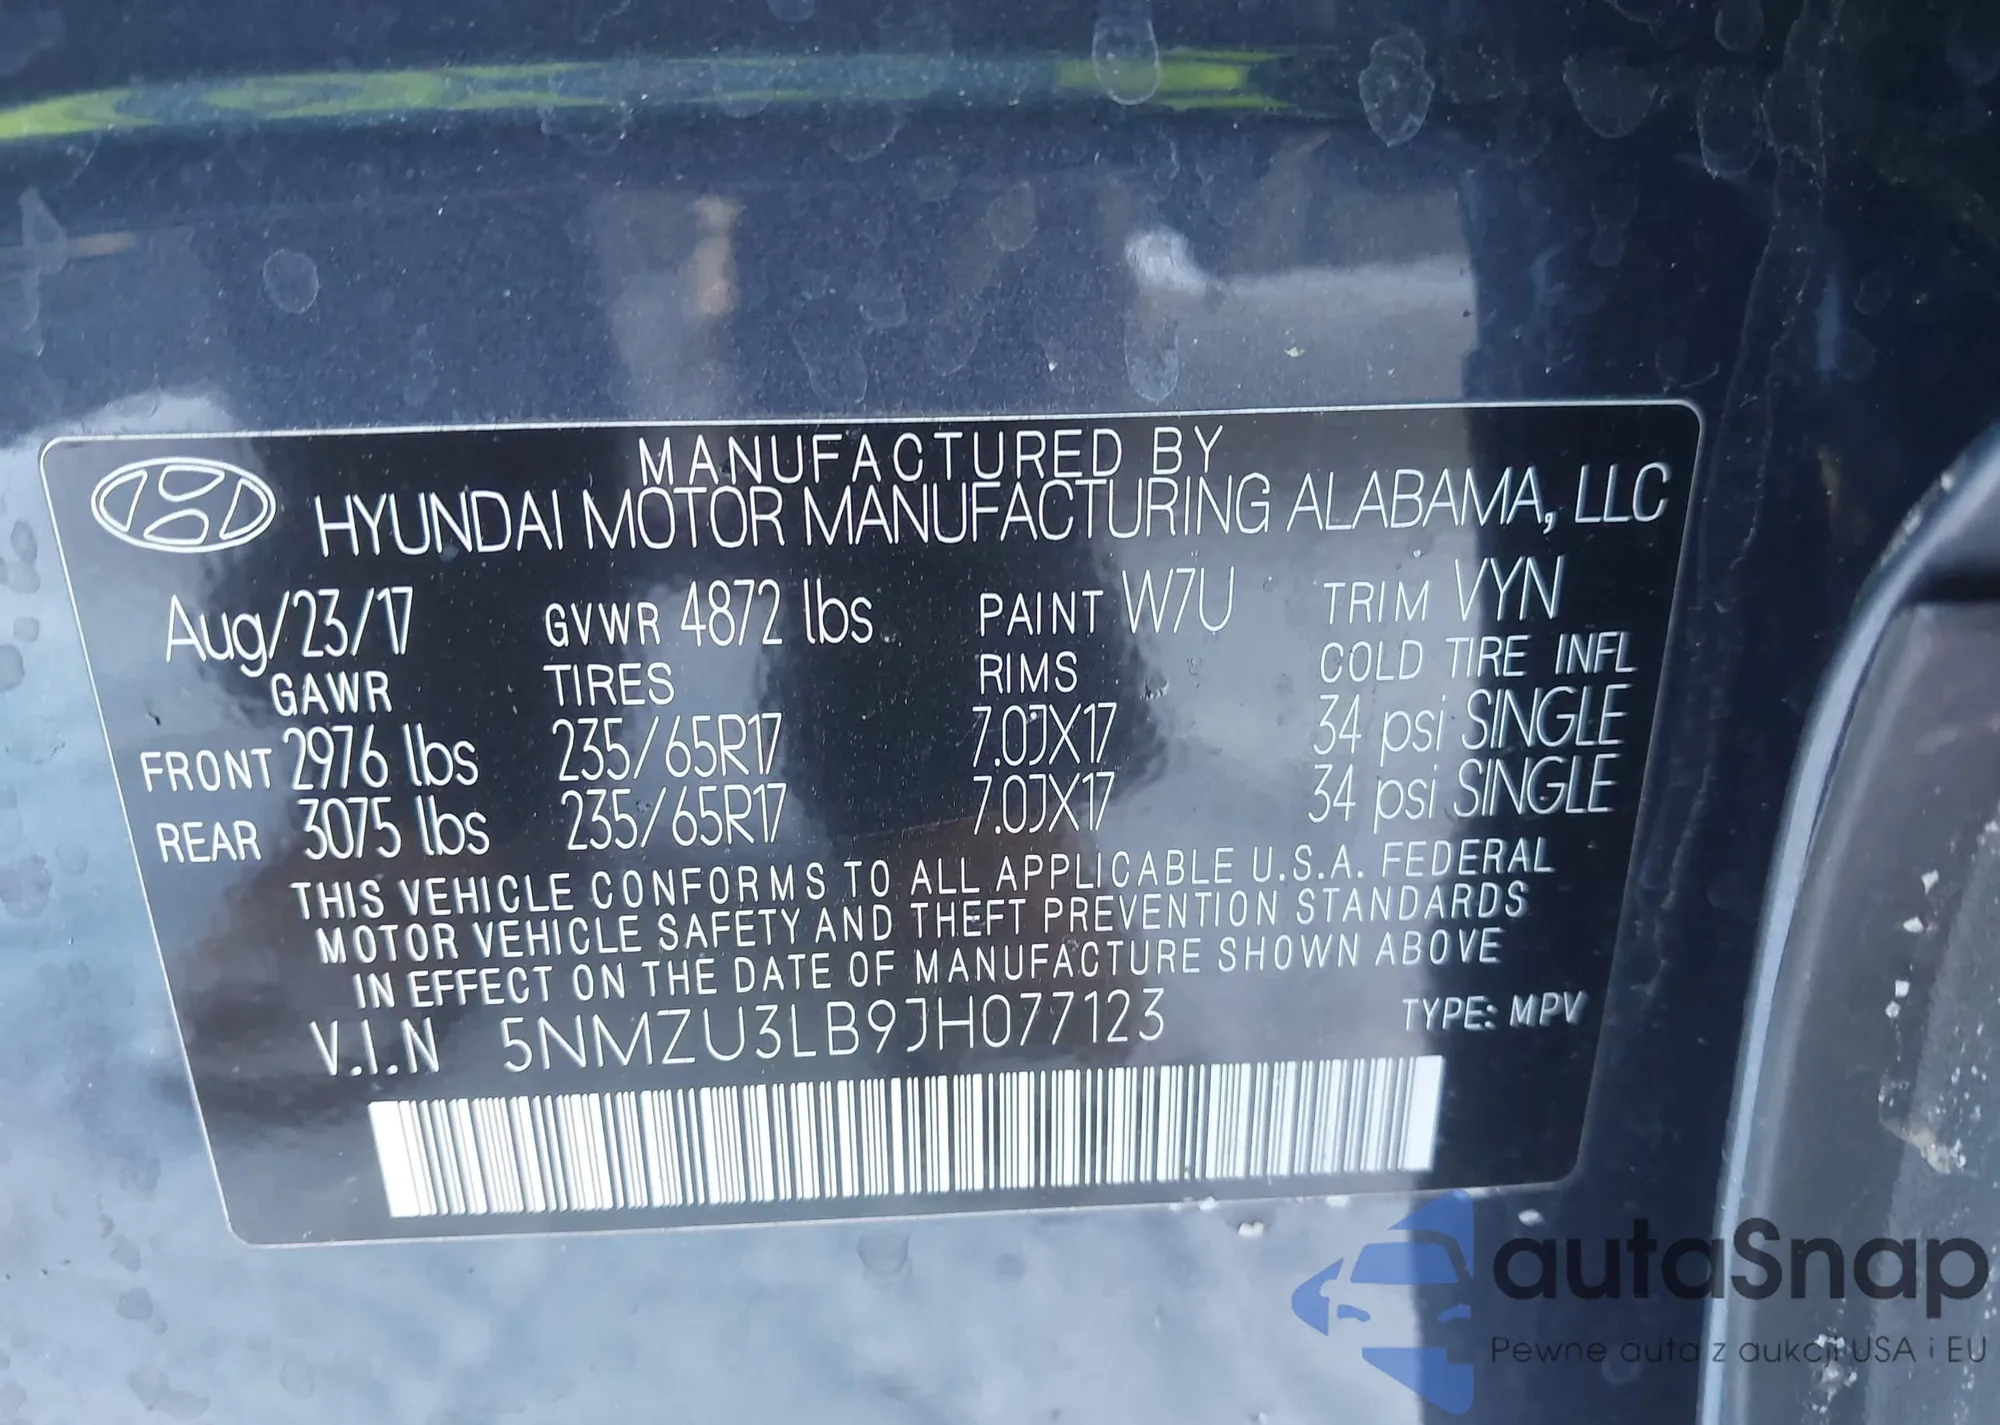 MANUFACTURED BY
HYUNDAI MOTOR MANUFACTURING ALABAMA, LLC
Aug/23/17 GVWR 4872 lbs PAINT W7U TRIM VYN
GAWR TIRES RIMS COLD TIRE INFL
FRONT 2976 lbs 235/65R17 7.0JX17 34 psi SINGLE
REAR 3075 lbs 235/65R17 7.0JX17 34 psi SINGLE
THIS VEHICLE CONFORMS TO ALL APPLICABLE U.S.A. FEDERAL
MOTOR VEHICLE SAFETY AND THEFT PREVENTION STANDARDS
IN EFFECT ON THE DATE OF MANUFACTURE SHOWN ABOVE
V.I.N 5NMZU3LB9JH077123 TYPE: MPV
autaSnap
Pewne auta z aukcji USA i EU